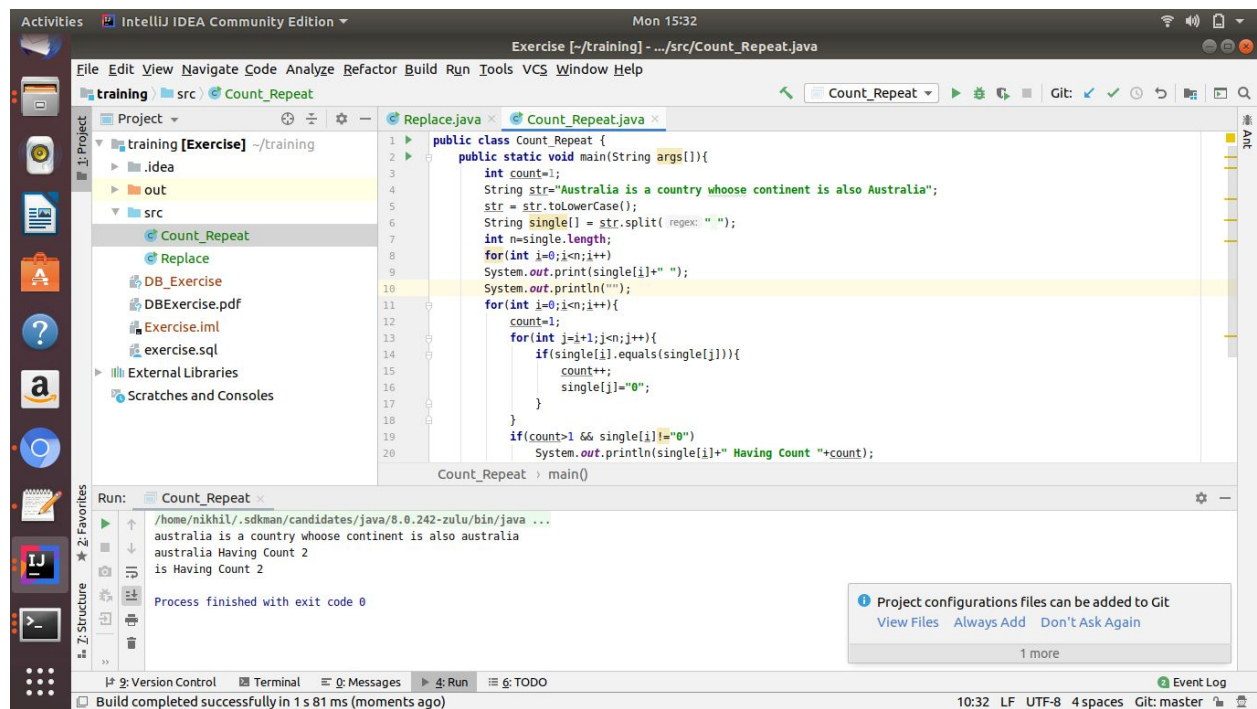 Activities IntelliJ IDEA Community Edition Mon 15:32
Exercise [~/training] - .../src/Count_Repeat.java
File Edit View Navigate Code Analyze Refactor Build Run Tools VCS Window Help
training src Count_Repeat Count_Repeat Git:
1: Project
Project
training [Exercise] ~/training
.idea
out
src
Count_Repeat
Replace
DB_Exercise
DBExercise.pdf
Exercise.iml
exercise.sql
External Libraries
Scratches and Consoles
Replace.java Count_Repeat.java
Ant
1 public class Count_Repeat {
2 public static void main(String args[]){
3 int count=1;
4 String str="Australia is a country whoose continent is also Australia";
5 str = str.toLowerCase();
6 String single[] = str.split( regex: " ");
7 int n=single.length;
8 for(int i=0;i<n;i++)
9 System.out.print(single[i]+" ");
10 System.out.println("");
11 for(int i=0;i<n;i++){
12 count=1;
13 for(int j=i+1;j<n;j++){
14 if(single[i].equals(single[j])){
15 count++;
16 single[j]="0";
17 }
18 }
19 if(count>1 && single[i]!="0")
20 System.out.println(single[i]+" Having Count "+count);
Count_Repeat › main()
2: Favorites
Z: Structure
Run: Count_Repeat
/home/nikhil/.sdkman/candidates/java/8.0.242-zulu/bin/java ...
australia is a country whoose continent is also australia
australia Having Count 2
is Having Count 2
Process finished with exit code 0
Project configurations files can be added to Git
View Files Always Add Don't Ask Again
1 more
9: Version Control Terminal 0: Messages 4: Run 6: TODO 2 Event Log
Build completed successfully in 1 s 81 ms (moments ago) 10:32 LF UTF-8 4 spaces Git: master